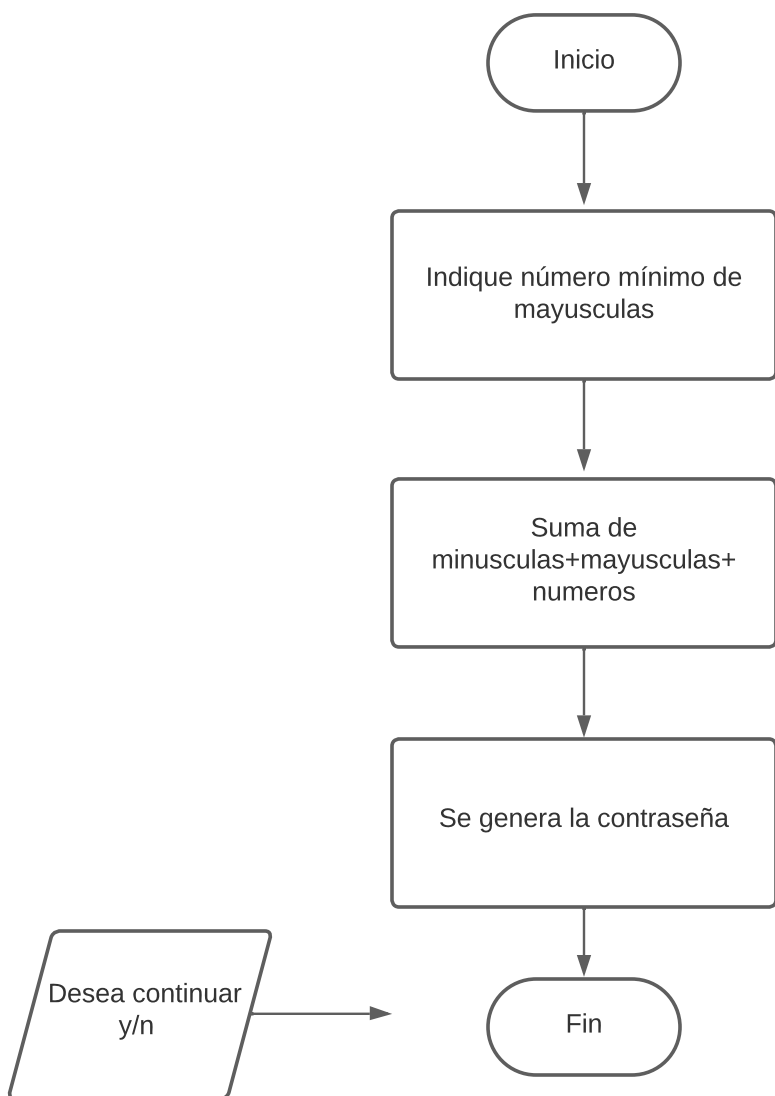 Inicio
Indique número mínimo de
mayusculas
Suma de
minusculas+mayusculas+
numeros
Se genera la contraseña
Desea continuar
y/n
Fin